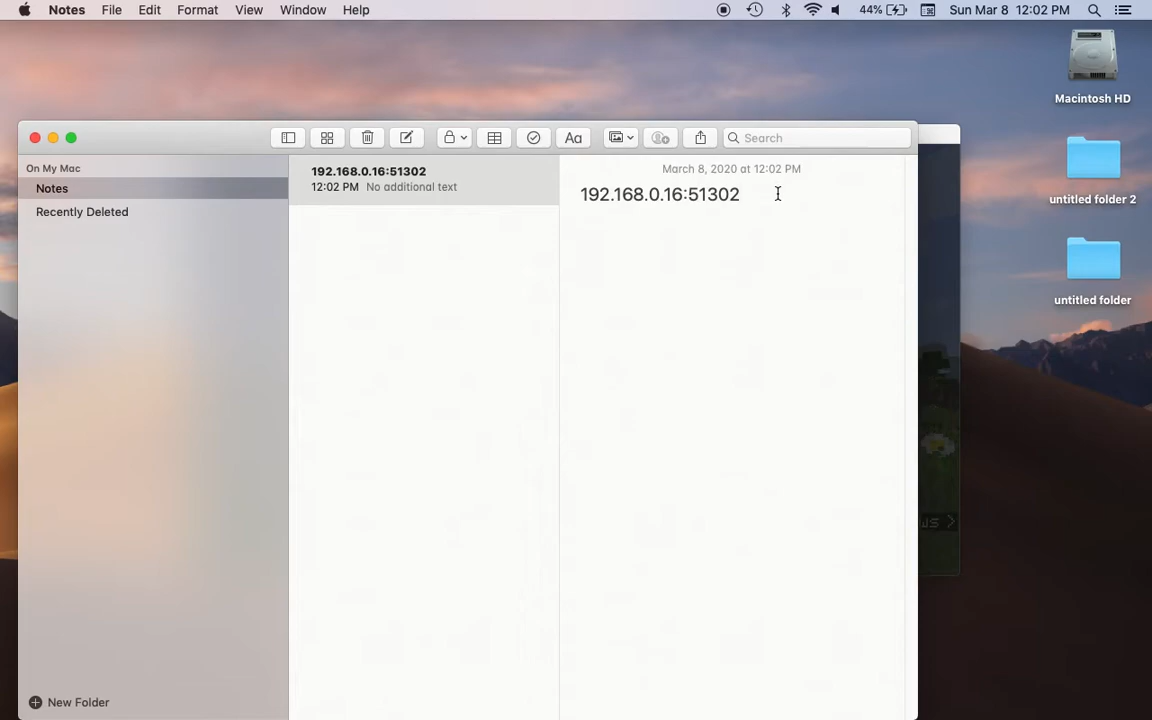 Notes File Edit View Window Help 44% Sun Mar 8 12:02 PM
Macintosh HD
untitled folder 2
untitled folder
Search
On My Mac
Notes
Recently Deleted
192.168.0.16:51302
12:02 PM No additional text
March 8, 2020 at 12:02 PM
192.168.0.16:51302
New Folder